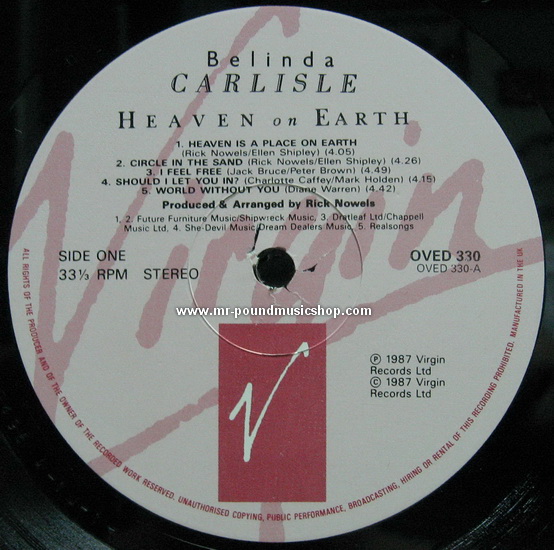 Belinda
CARLISLE
HEAVEN on EARTH
1. HEAVEN IS A PLACE ON EARTH
(Rick Nowels/Ellen Shipley) (4.05)
2. CIRCLE IN THE SAND (Rick Nowels/Ellen Shipley) (4.26)
3. I FEEL FREE (Jack Bruce/Peter Brown) (4.49)
4. SHOULD I LET YOU IN? (Charlotte Caffey/Mark Holden) (4.15)
5. WORLD WITHOUT YOU (Diane Warren) (4.42)
Produced & Arranged by Rick Nowels
1. 2. Future Furniture Music/Shipwreck Music, 3. Dratleaf Ltd/Chappell
Music Ltd. 4. She-Devil Music/Dream Dealers Music, 5. Realsongs
SIDE ONE
33⅓ RPM STEREO
OVED 330
OVED 330-A
www.mr-poundmusicshop.com
Virgin
V
℗ 1987 Virgin
Records Ltd
© 1987 Virgin
Records Ltd
ALL RIGHTS OF THE PRODUCER AND OF THE OWNER OF THE RECORDED WORK RESERVED. UNAUTHORISED COPYING, PUBLIC PERFORMANCE, BROADCASTING, HIRING OR RENTAL OF THIS RECORDING PROHIBITED. MANUFACTURED IN THE UK